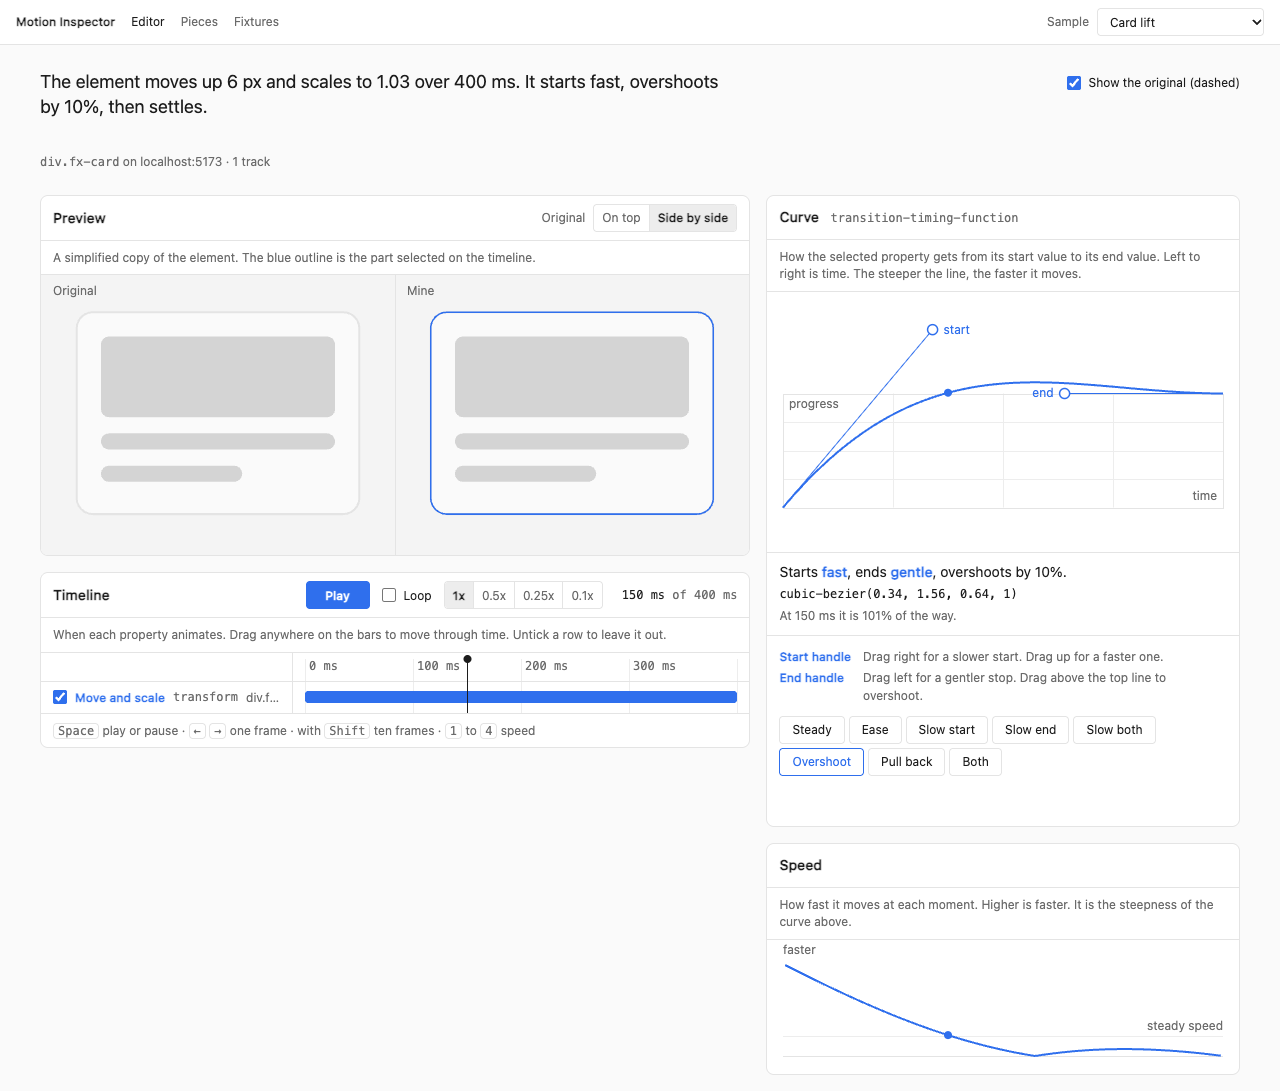 Motion Inspector Editor Pieces Fixtures Sample Card lift
The element moves up 6 px and scales to 1.03 over 400 ms. It starts fast, overshoots
by 10%, then settles.
Show the original (dashed)
div.fx-card on localhost:5173 · 1 track
Preview Original On top Side by side
A simplified copy of the element. The blue outline is the part selected on the timeline.
Original Mine
Timeline Play Loop 1x 0.5x 0.25x 0.1x 150 ms of 400 ms
When each property animates. Drag anywhere on the bars to move through time. Untick a row to leave it out.
0 ms 100 ms 200 ms 300 ms
Move and scale transform div.f...
Space play or pause · ← → one frame · with Shift ten frames · 1 to 4 speed
Curve transition-timing-function
How the selected property gets from its start value to its end value. Left to
right is time. The steeper the line, the faster it moves.
start
end
progress
time
Starts fast, ends gentle, overshoots by 10%.
cubic-bezier(0.34, 1.56, 0.64, 1)
At 150 ms it is 101% of the way.
Start handle Drag right for a slower start. Drag up for a faster one.
End handle Drag left for a gentler stop. Drag above the top line to
overshoot.
Steady Ease Slow start Slow end Slow both
Overshoot Pull back Both
Speed
How fast it moves at each moment. Higher is faster. It is the steepness of the
curve above.
faster
steady speed